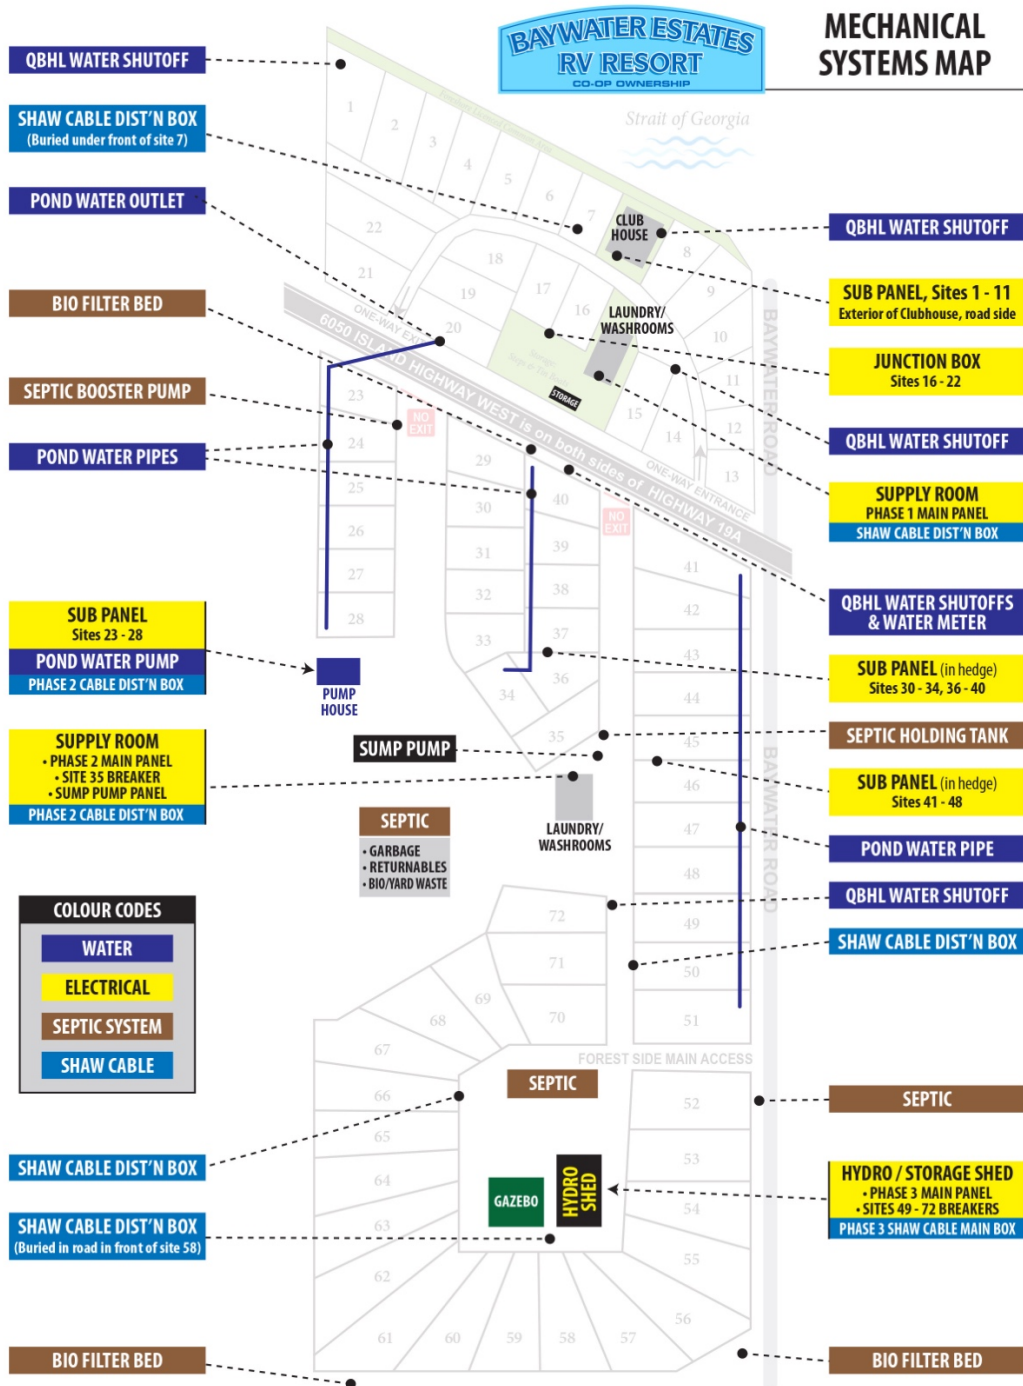 BAYWATER ESTATES
RV RESORT
CO-OP OWNERSHIP
MECHANICAL
SYSTEMS MAP
QBHL WATER SHUTOFF
SHAW CABLE DIST'N BOX
(Buried under front of site 7)
POND WATER OUTLET
BIO FILTER BED
SEPTIC BOOSTER PUMP
POND WATER PIPES
SUB PANEL
Sites 23 - 28
POND WATER PUMP
PHASE 2 CABLE DIST'N BOX
SUPPLY ROOM
• PHASE 2 MAIN PANEL
• SITE 35 BREAKER
• SUMP PUMP PANEL
PHASE 2 CABLE DIST'N BOX
COLOUR CODES
WATER
ELECTRICAL
SEPTIC SYSTEM
SHAW CABLE
SHAW CABLE DIST'N BOX
SHAW CABLE DIST'N BOX
(Buried in road in front of site 58)
BIO FILTER BED
Strait of Georgia
1
2
3
4
5
6
7
CLUB
HOUSE
8
9
10
11
12
13
14
15
16
17
18
19
20
21
22
LAUNDRY/
WASHROOMS
STORAGE
ONE-WAY EXIT
ONE-WAY ENTRANCE
6050 ISLAND HIGHWAY WEST is on both sides of HIGHWAY 19A
BAYWATER ROAD
NO
EXIT
NO
EXIT
23
24
25
26
27
28
29
30
31
32
33
34
35
36
37
38
39
40
41
42
43
44
45
46
47
48
49
50
51
PUMP
HOUSE
SUMP PUMP
SEPTIC
• GARBAGE
• RETURNABLES
• BIO/YARD WASTE
LAUNDRY/
WASHROOMS
BAYWATER ROAD
FOREST SIDE MAIN ACCESS
SEPTIC
GAZEBO
HYDRO
SHED
52
53
54
55
56
57
58
59
60
61
62
63
64
65
66
67
68
69
70
71
72
QBHL WATER SHUTOFF
SUB PANEL, Sites 1 - 11
Exterior of Clubhouse, road side
JUNCTION BOX
Sites 16 - 22
QBHL WATER SHUTOFF
SUPPLY ROOM
PHASE 1 MAIN PANEL
SHAW CABLE DIST'N BOX
QBHL WATER SHUTOFFS
& WATER METER
SUB PANEL (in hedge)
Sites 30 - 34, 36 - 40
SEPTIC HOLDING TANK
SUB PANEL (in hedge)
Sites 41 - 48
POND WATER PIPE
QBHL WATER SHUTOFF
SHAW CABLE DIST'N BOX
SEPTIC
HYDRO / STORAGE SHED
• PHASE 3 MAIN PANEL
• SITES 49 - 72 BREAKERS
PHASE 3 SHAW CABLE MAIN BOX
BIO FILTER BED